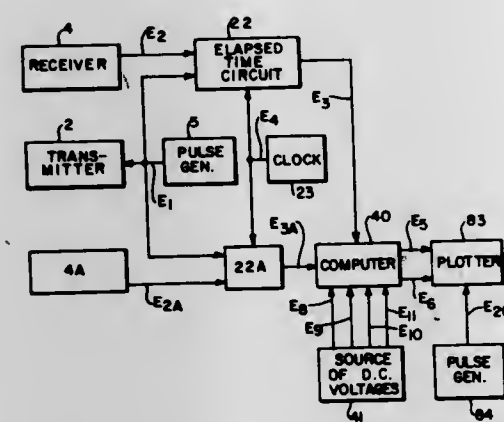 4
E2
22
RECEIVER
ELAPSED
TIME
CIRCUIT
E3
2
5
E4
TRANS-
MITTER
PULSE
GEN.
CLOCK
E1
23
E3A
40
E5
83
4A
22A
COMPUTER
PLOTTER
E2A
E6
E8
E9
E11
E10
SOURCE
OF D.C.
VOLTAGES
PULSE
GEN.
41
84